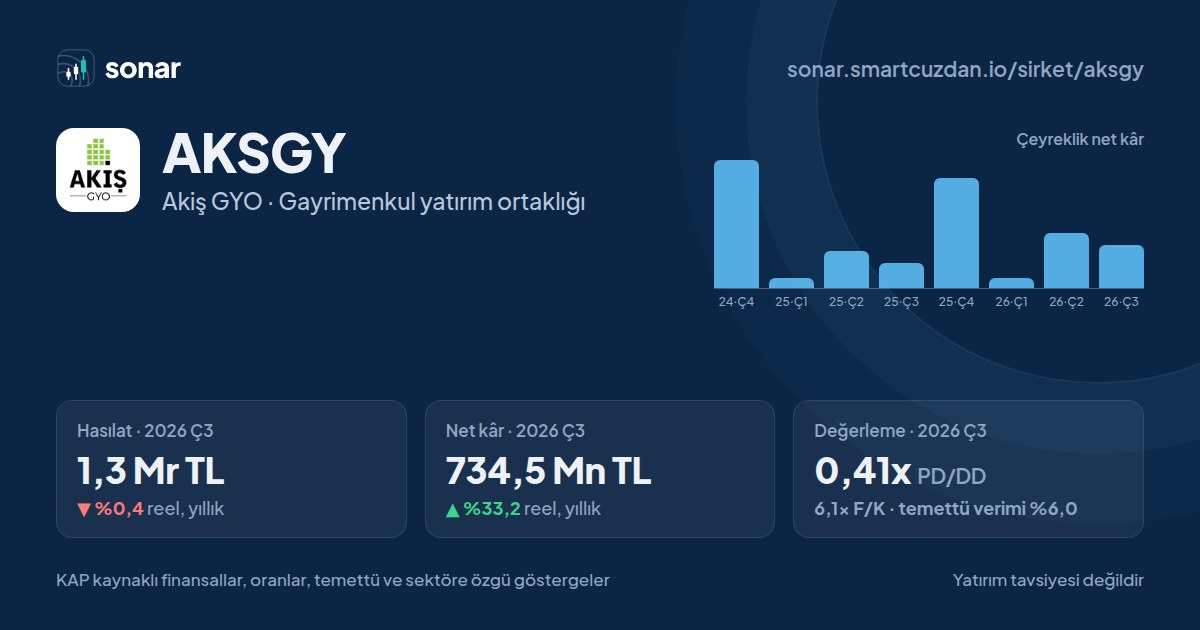 sonar
sonar.smartcuzdan.io/sirket/aksgy
AKİŞ
GYO
AKSGY
Akiş GYO · Gayrimenkul yatırım ortaklığı
Çeyreklik net kâr
24·Ç4 25·Ç1 25·Ç2 25·Ç3 25·Ç4 26·Ç1 26·Ç2 26·Ç3
Hasılat · 2026 Ç3
1,3 Mr TL
▼ %0,4 reel, yıllık
Net kâr · 2026 Ç3
734,5 Mn TL
▲ %33,2 reel, yıllık
Değerleme · 2026 Ç3
0,41x PD/DD
6,1× F/K · temettü verimi %6,0
KAP kaynaklı finansallar, oranlar, temettü ve sektöre özgü göstergeler
Yatırım tavsiyesi değildir